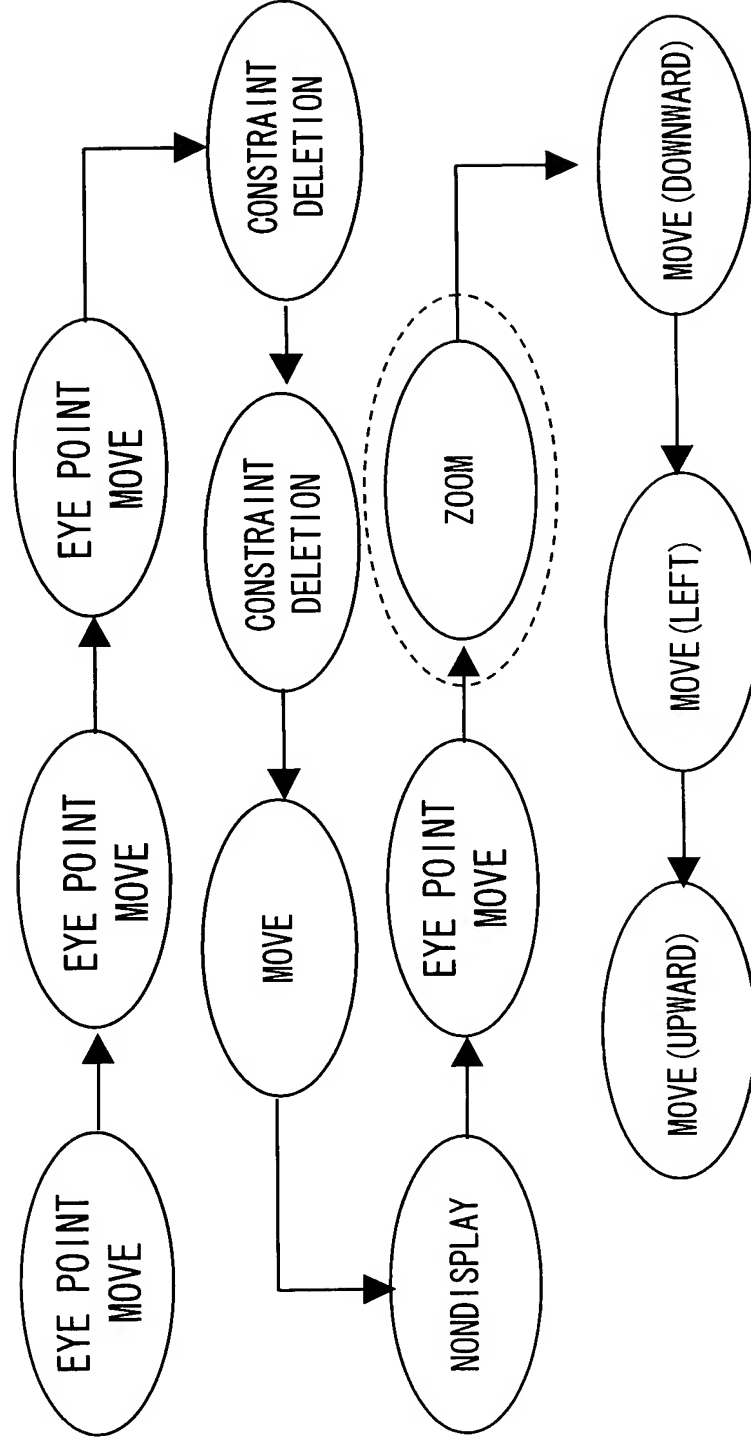 EYE POINT
MOVE
EYE POINT
MOVE
EYE POINT
MOVE
CONSTRAINT
DELETION
CONSTRAINT
DELETION
MOVE
NONDISPLAY
EYE POINT
MOVE
ZOOM
MOVE(DOWNWARD)
MOVE(LEFT)
MOVE(UPWARD)